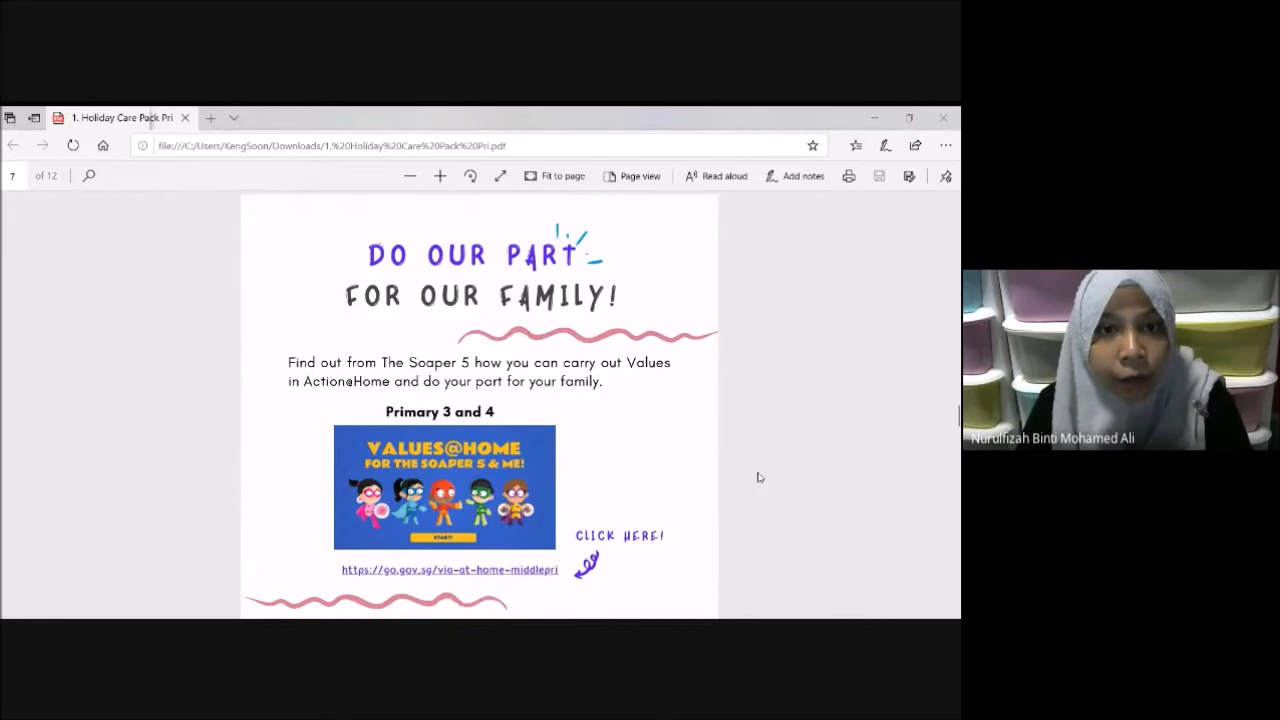 1. Holiday Care Pack Pri
file:///C:/Users/KengSoon/Downloads/1.%20Holiday%20Care%20Pack%20Pri.pdf
7 of 12 Fit to page Page view Read aloud Add notes
DO OUR PART
FOR OUR FAMILY!
Find out from The Soaper 5 how you can carry out Values
in Action@Home and do your part for your family.
Primary 3 and 4
VALUES@HOME
FOR THE SOAPER 5 & ME!
START!
CLICK HERE!
https://go.gov.sg/via-at-home-middlepri
Nurulfizah Binti Mohamed Ali